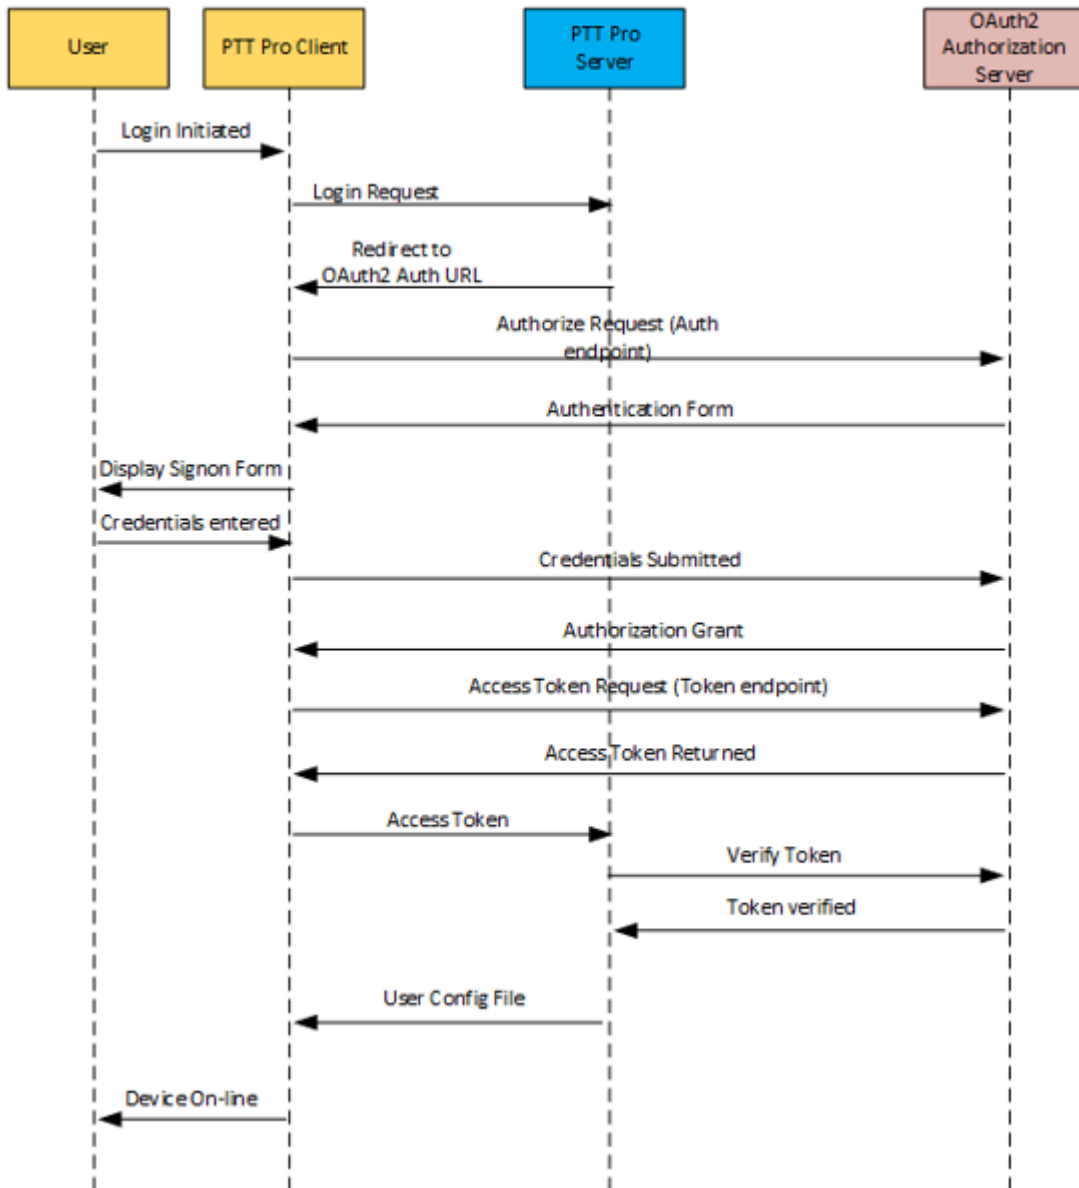 User
PTT Pro Client
PTT Pro
Server
OAuth2
Authorization
Server
Login Initiated
Login Request
Redirect to
OAuth2 Auth URL
Authorize Request (Auth
endpoint)
Authentication Form
Display Signon Form
Credentials entered
Credentials Submitted
Authorization Grant
Access Token Request (Token endpoint)
Access Token Returned
Access Token
Verify Token
Token verified
User Config File
Device On-line